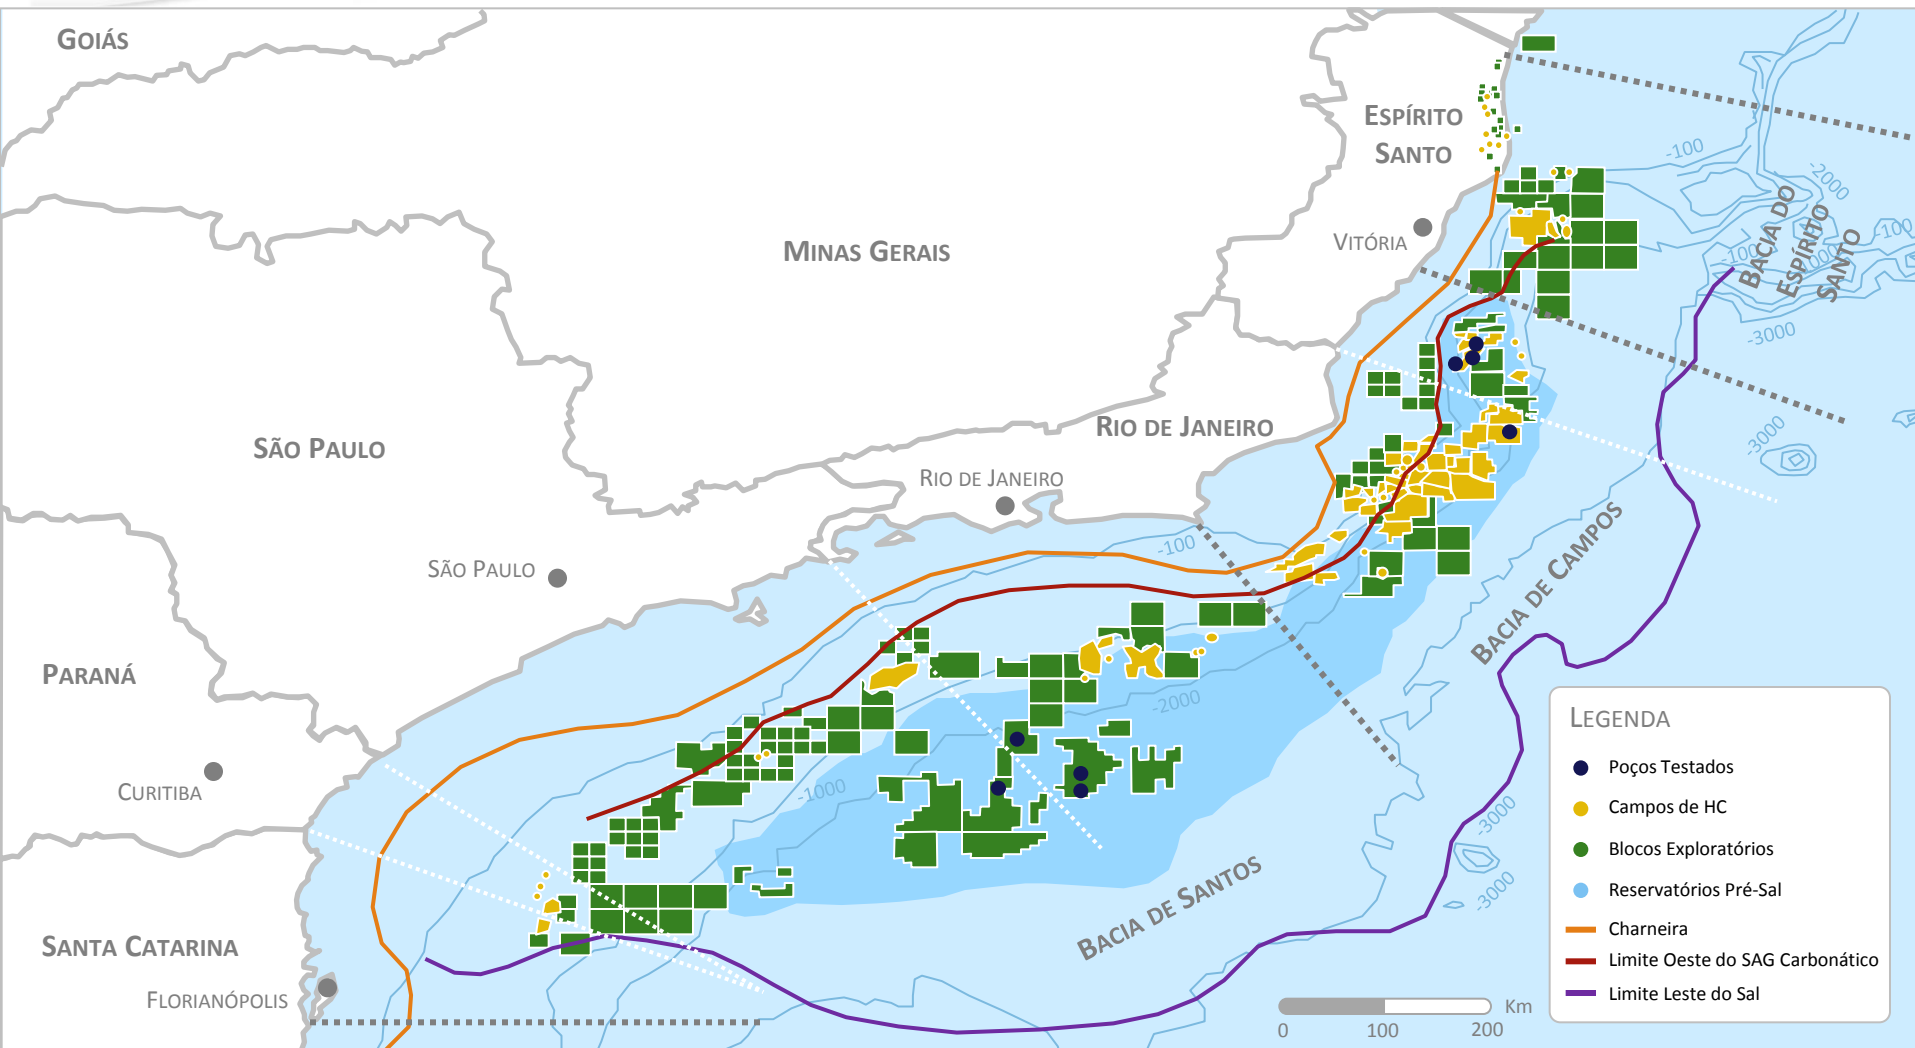 GOIÁS
ESPÍRITO
SANTO
MINAS GERAIS
VITÓRIA
SÃO PAULO
RIO DE JANEIRO
RIO DE JANEIRO
SÃO PAULO
PARANÁ
CURITIBA
SANTA CATARINA
FLORIANÓPOLIS
-100
-2000
-100
-100
-3000
-3000
-100
-2000
-1000
-3000
-3000
BACIA DO
ESPÍRITO
SANTO
BACIA DE CAMPOS
BACIA DE SANTOS
LEGENDA
Poços Testados
Campos de HC
Blocos Exploratórios
Reservatórios Pré-Sal
Charneira
Limite Oeste do SAG Carbonático
Limite Leste do Sal
Km
0 100 200